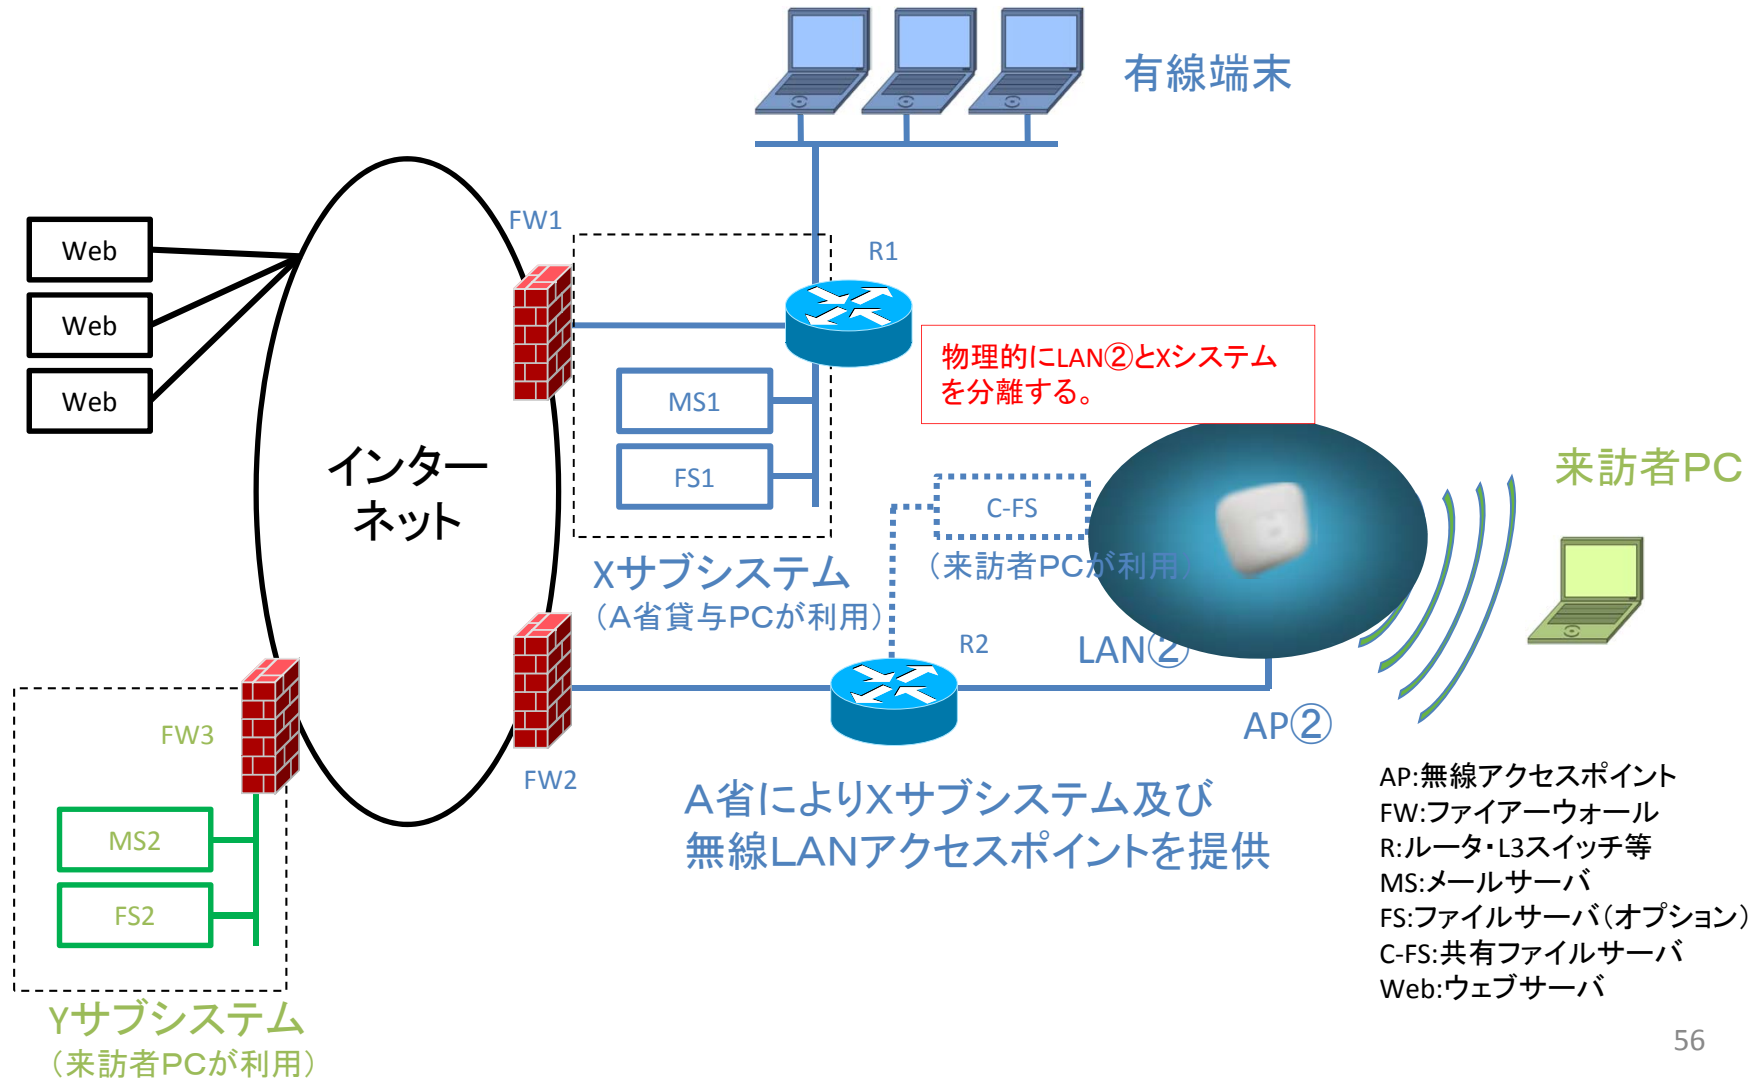 有線端末
FW1
R1
Web
Web
Web
物理的にLAN②とXシステム
を分離する。
MS1
FS1
インター
ネット
C-FS
(来訪者PCが利用)
来訪者PC
Xサブシステム
(A省貸与PCが利用)
R2
LAN②
AP②
FW3
FW2
MS2
FS2
A省によりXサブシステム及び
無線LANアクセスポイントを提供
AP:無線アクセスポイント
FW:ファイアーウォール
R:ルータ・L3スイッチ等
MS:メールサーバ
FS:ファイルサーバ(オプション)
C-FS:共有ファイルサーバ
Web:ウェブサーバ
Yサブシステム
(来訪者PCが利用)
56